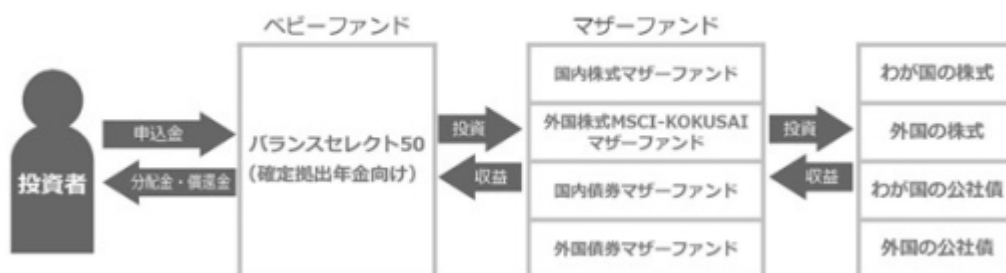 ベビーファンド
マザーファンド
投資者
申込金
分配金・償還金
バランスセレクト50
（確定拠出年金向け）
投資
収益
国内株式マザーファンド
外国株式MSCI-KOKUSAI
マザーファンド
国内債券マザーファンド
外国債券マザーファンド
投資
収益
わが国の株式
外国の株式
わが国の公社債
外国の公社債